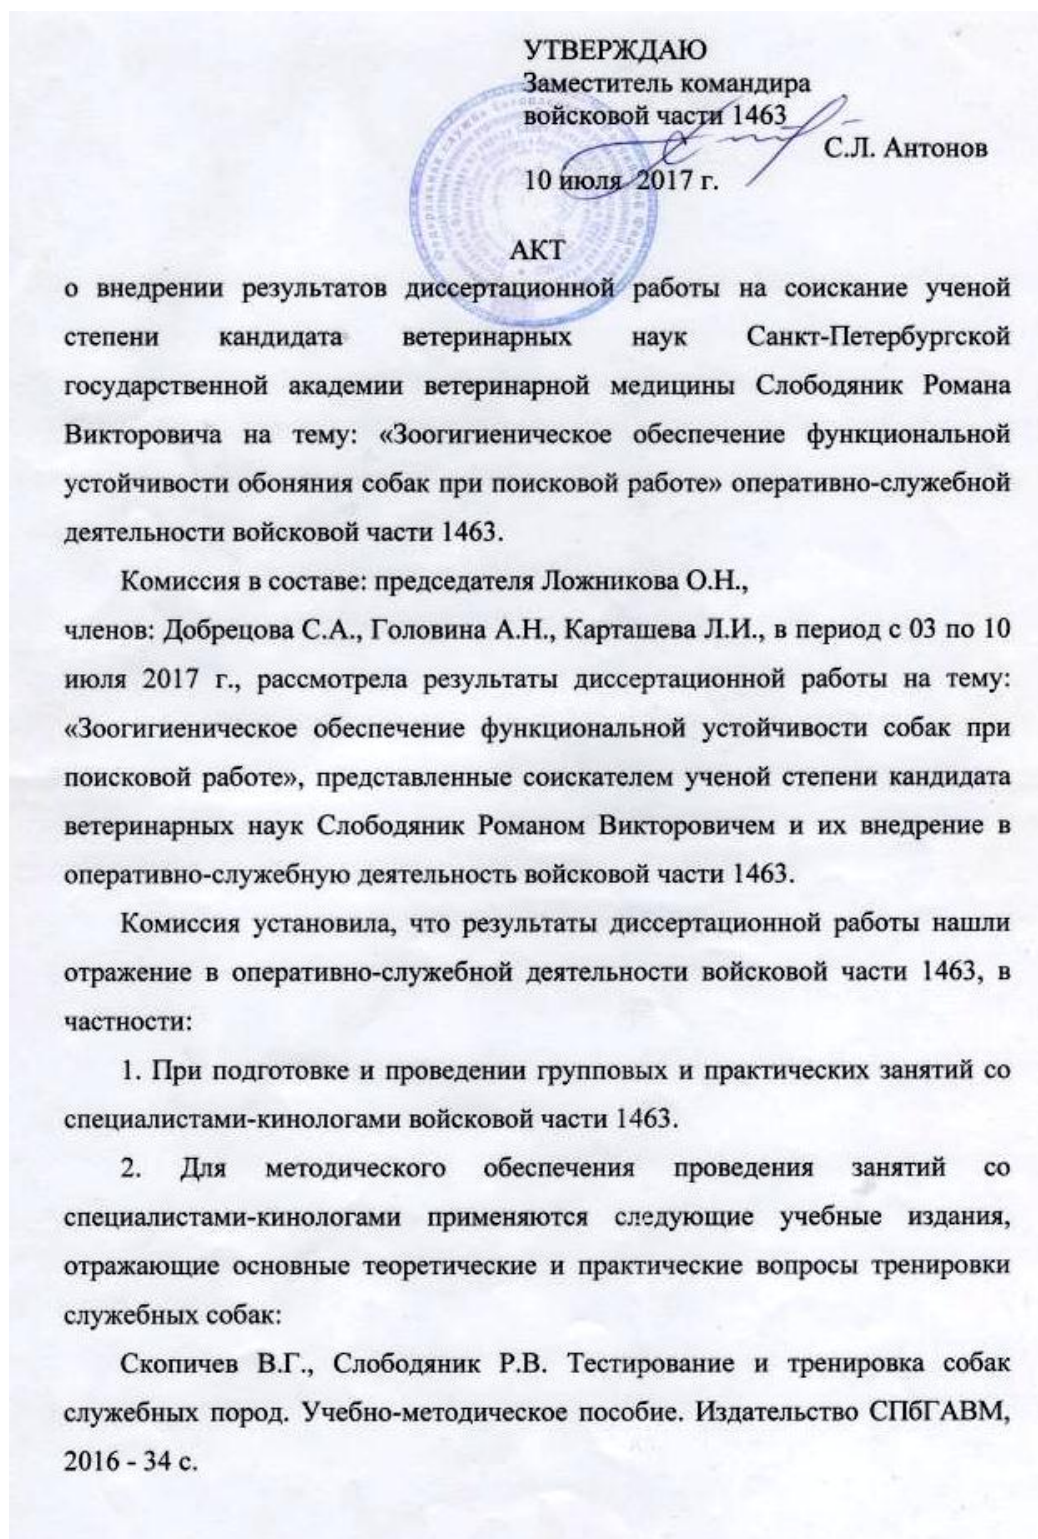 УТВЕРЖДАЮ
Заместитель командира
войсковой части 1463
С.Л. Антонов
10 июля 2017 г.
АКТ
о внедрении результатов диссертационной работы на соискание ученой
степени кандидата ветеринарных наук Санкт-Петербургской
государственной академии ветеринарной медицины Слободяник Романа
Викторовича на тему: «Зоогигиеническое обеспечение функциональной
устойчивости обоняния собак при поисковой работе» оперативно-служебной
деятельности войсковой части 1463.
Комиссия в составе: председателя Ложникова О.Н.,
членов: Добрецова С.А., Головина А.Н., Карташева Л.И., в период с 03 по 10
июля 2017 г., рассмотрела результаты диссертационной работы на тему:
«Зоогигиеническое обеспечение функциональной устойчивости собак при
поисковой работе», представленные соискателем ученой степени кандидата
ветеринарных наук Слободяник Романом Викторовичем и их внедрение в
оперативно-служебную деятельность войсковой части 1463.
Комиссия установила, что результаты диссертационной работы нашли
отражение в оперативно-служебной деятельности войсковой части 1463, в
частности:
1. При подготовке и проведении групповых и практических занятий со
специалистами-кинологами войсковой части 1463.
2. Для методического обеспечения проведения занятий со
специалистами-кинологами применяются следующие учебные издания,
отражающие основные теоретические и практические вопросы тренировки
служебных собак:
Скопичев В.Г., Слободяник Р.В. Тестирование и тренировка собак
служебных пород. Учебно-методическое пособие. Издательство СПбГАВМ,
2016 - 34 с.